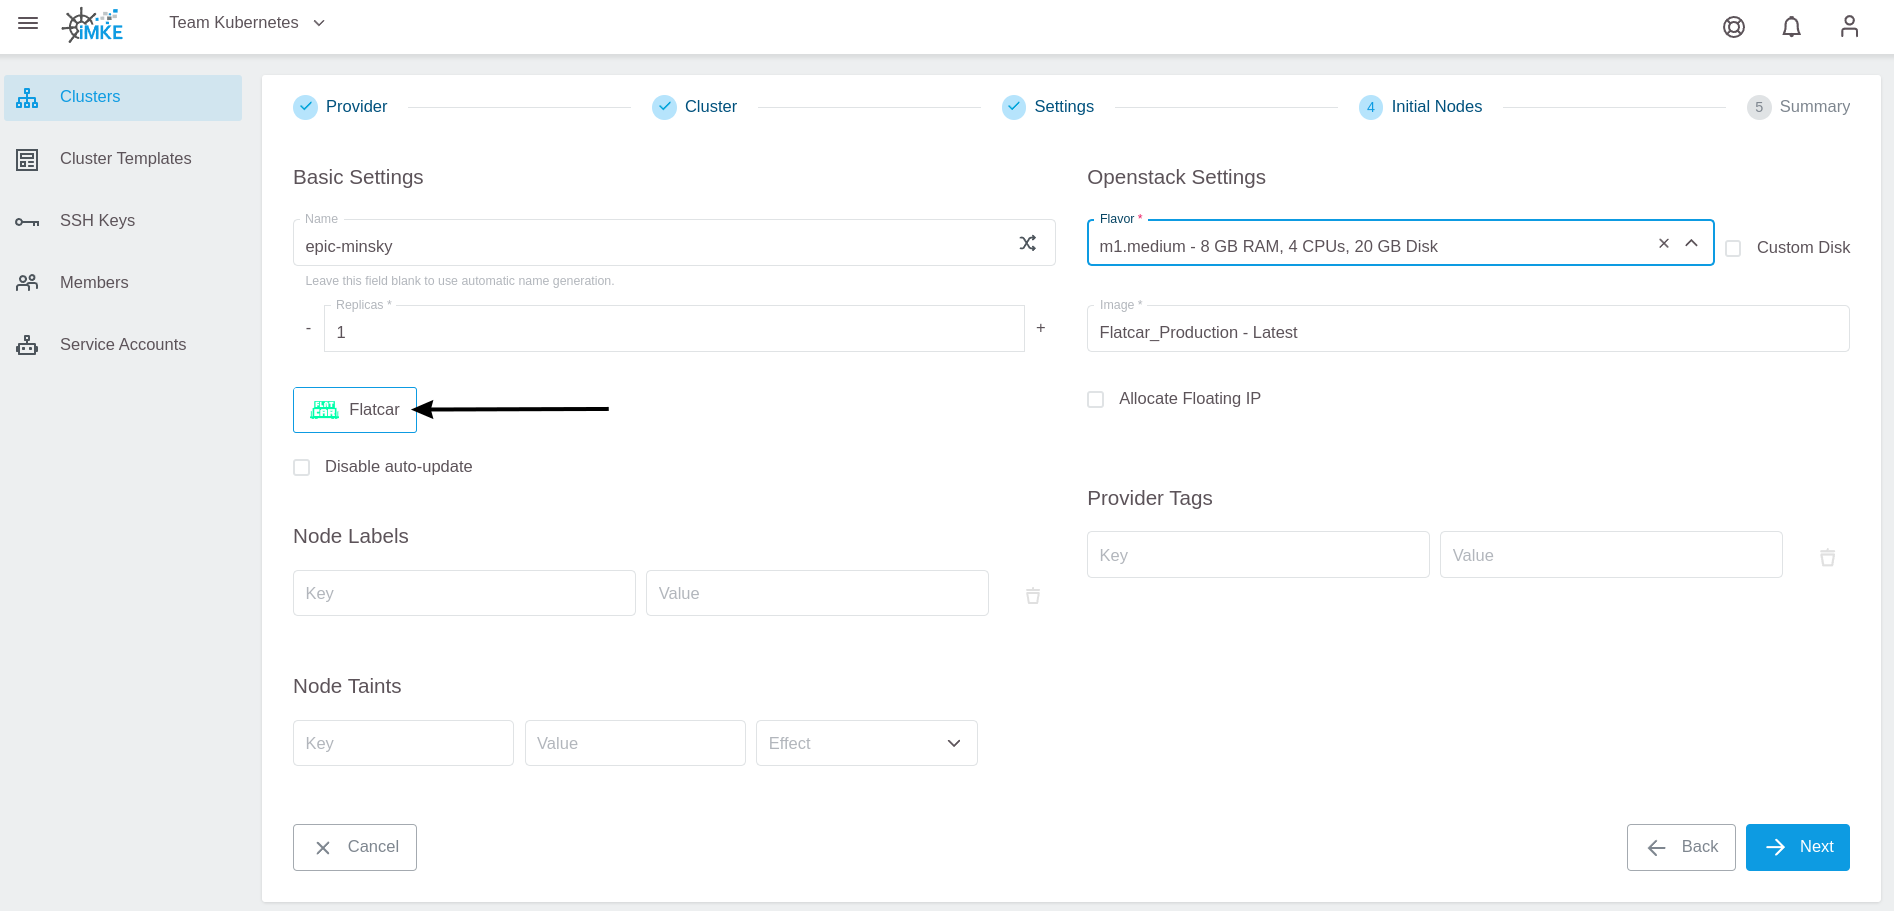 iMKE
Team Kubernetes
Clusters
Cluster Templates
SSH Keys
Members
Service Accounts
Provider
Cluster
Settings
4 Initial Nodes
5 Summary
Basic Settings
Name
epic-minsky
Leave this field blank to use automatic name generation.
Replicas *
- 1 +
FLAT CAR Flatcar
Disable auto-update
Node Labels
Key Value
Node Taints
Key Value Effect
Openstack Settings
Flavor *
m1.medium - 8 GB RAM, 4 CPUs, 20 GB Disk
Custom Disk
Image *
Flatcar_Production - Latest
Allocate Floating IP
Provider Tags
Key Value
Cancel
Back Next